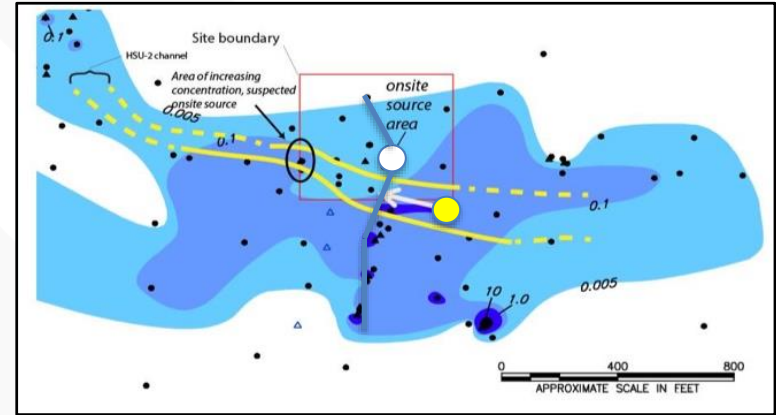 0.1
Site boundary
HSU-2 channel
Area of increasing
concentration, suspected
onsite source
onsite
source
area
0.005
0.1
0.1
0.005
10
1.0
0
400
800
APPROXIMATE SCALE IN FEET